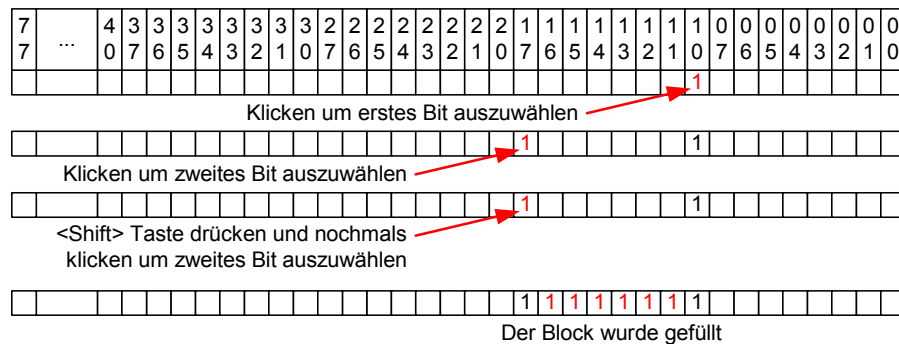 7 ... 4 3 3 3 3 3 3 3 3 2 2 2 2 2 2 2 2 1 1 1 1 1 1 1 1 0 0 0 0 0 0 0 0
7 0 7 6 5 4 3 2 1 0 7 6 5 4 3 2 1 0 7 6 5 4 3 2 1 0 7 6 5 4 3 2 1 0
1
Klicken um erstes Bit auszuwählen
1 1
Klicken um zweites Bit auszuwählen
1 1
<Shift> Taste drücken und nochmals
klicken um zweites Bit auszuwählen
1 1 1 1 1 1 1 1
Der Block wurde gefüllt